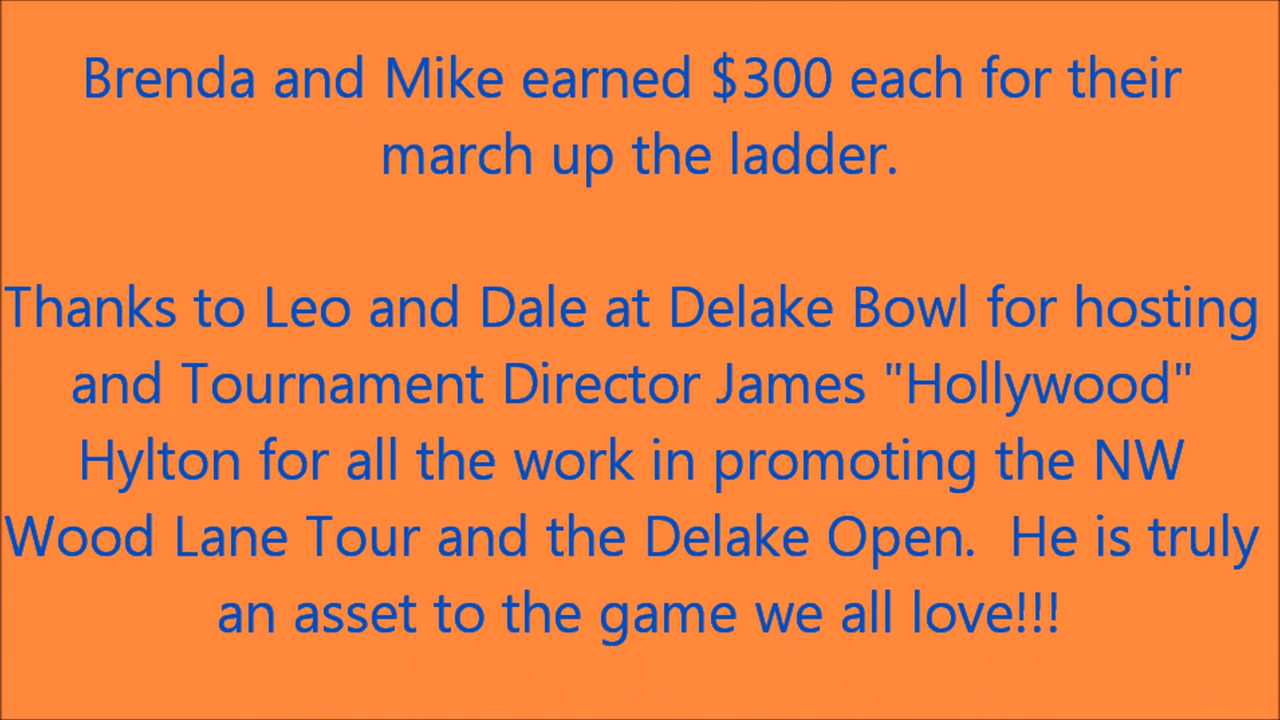 Brenda and Mike earned $300 each for their
march up the ladder.
Thanks to Leo and Dale at Delake Bowl for hosting
and Tournament Director James "Hollywood"
Hylton for all the work in promoting the NW
Wood Lane Tour and the Delake Open.  He is truly
an asset to the game we all love!!!